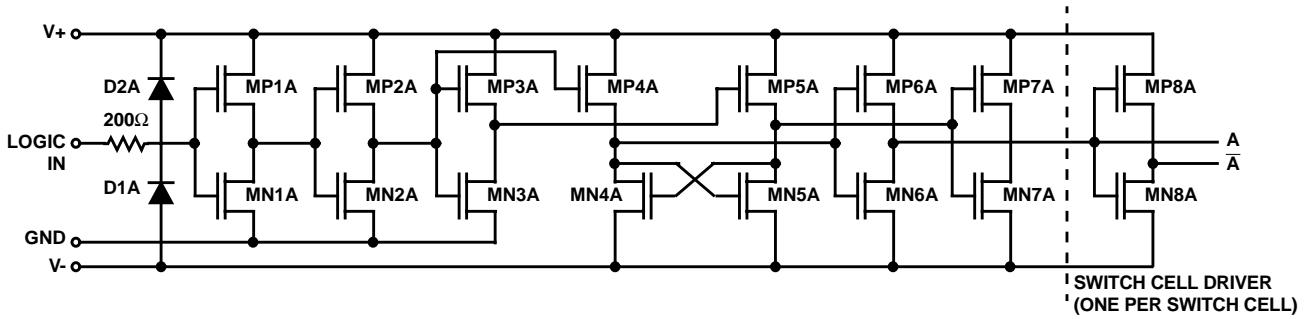 V+
D2A
MP1A
MP2A
MP3A
MP4A
MP5A
MP6A
MP7A
MP8A
200Ω
LOGIC
IN
A
A̅
D1A
MN1A
MN2A
MN3A
MN4A
MN5A
MN6A
MN7A
MN8A
GND
V-
SWITCH CELL DRIVER
(ONE PER SWITCH CELL)